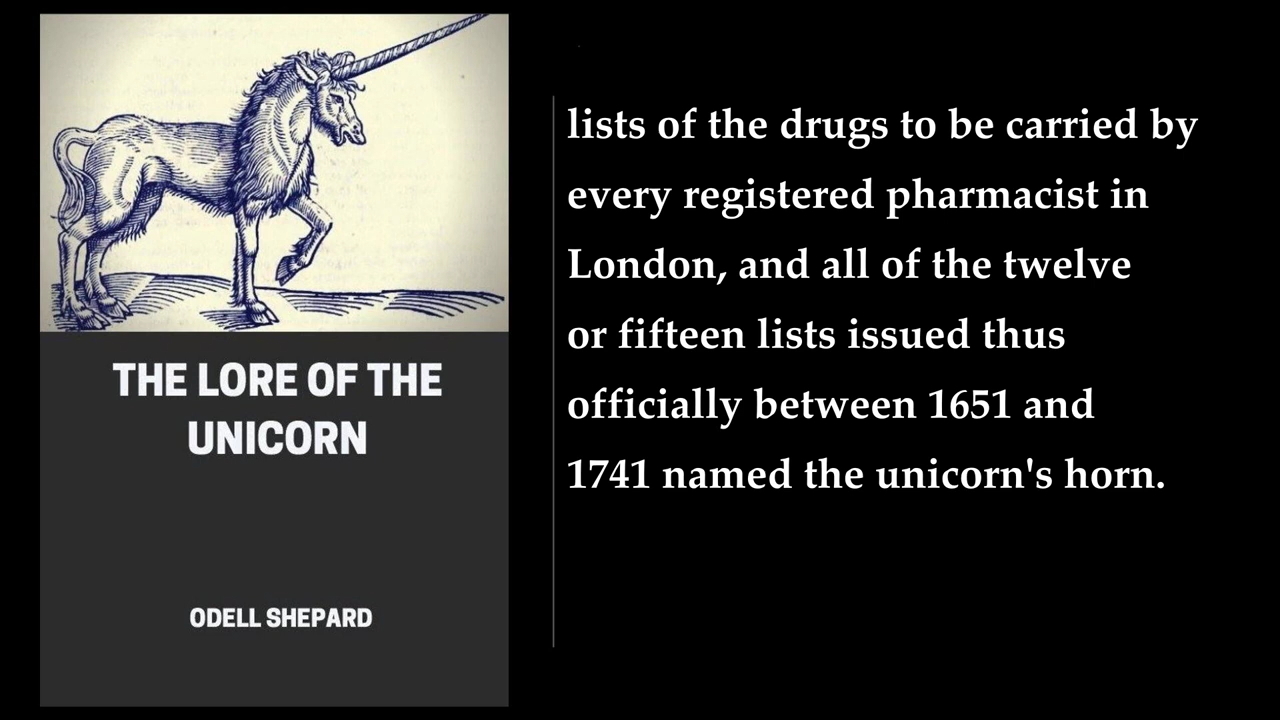 THE LORE OF THE
UNICORN
ODELL SHEPARD
lists of the drugs to be carried by
every registered pharmacist in
London, and all of the twelve
or fifteen lists issued thus
officially between 1651 and
1741 named the unicorn's horn.